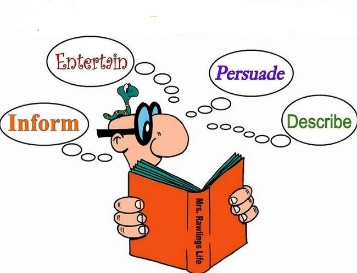 Entertain
Persuade
Inform
Describe
Mrs. Rawlings Life